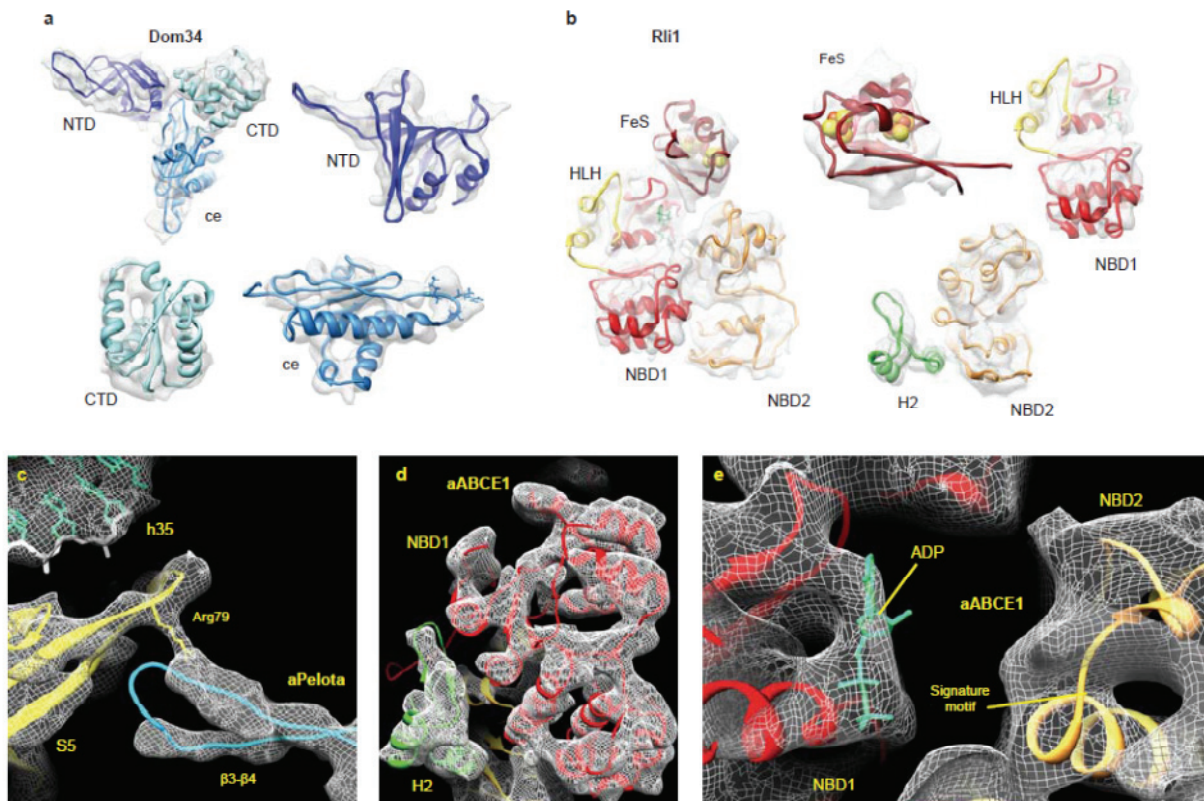 a
Dom34
NTD
CTD
ce
NTD
CTD
ce
b
Rli1
FeS
HLH
NBD1
NBD2
FeS
HLH
NBD1
H2
NBD2
c
h35
Arg79
aPelota
S5
β3-β4
d
aABCE1
NBD1
H2
e
NBD2
ADP
aABCE1
Signature
motif
NBD1